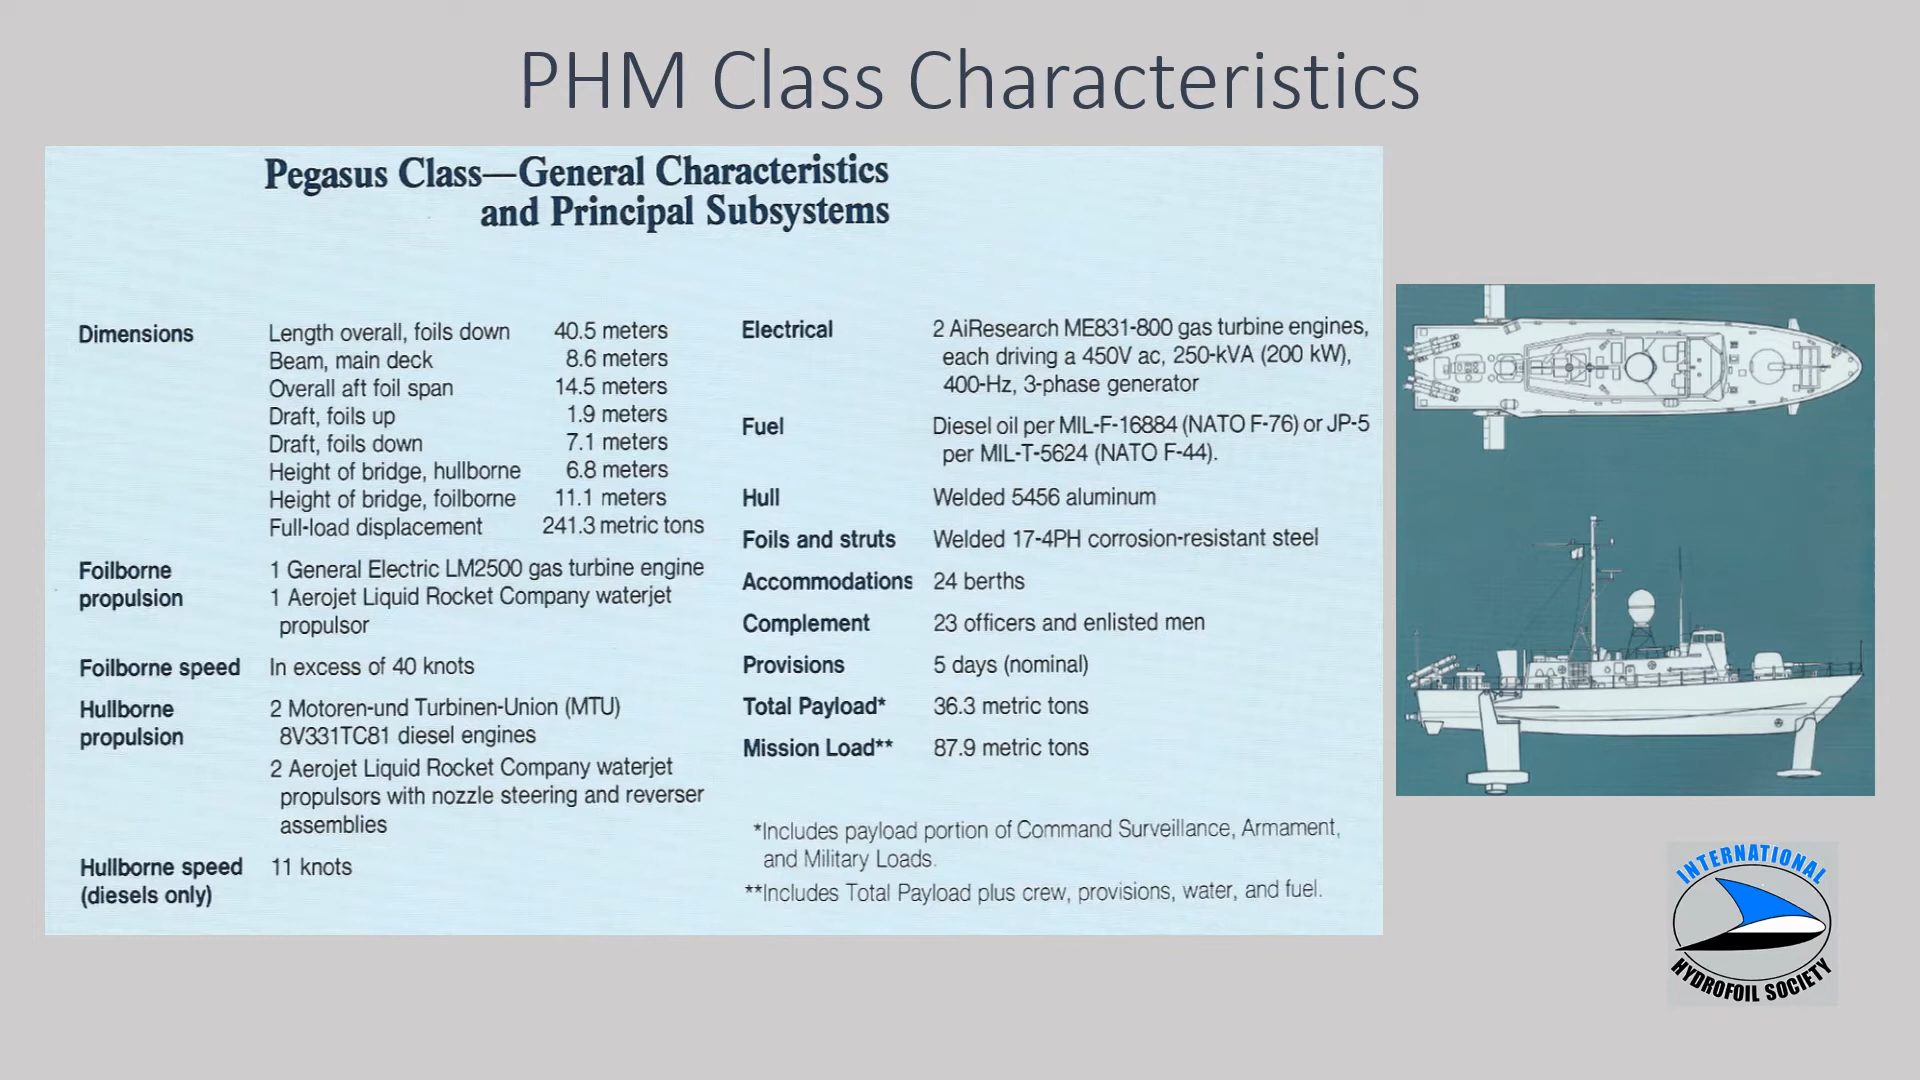 PHM Class Characteristics
Pegasus Class—General Characteristics
and Principal Subsystems
Dimensions
Length overall, foils down 40.5 meters
Beam, main deck 8.6 meters
Overall aft foil span 14.5 meters
Draft, foils up 1.9 meters
Draft, foils down 7.1 meters
Height of bridge, hullborne 6.8 meters
Height of bridge, foilborne 11.1 meters
Full-load displacement 241.3 metric tons
Foilborne
propulsion
1 General Electric LM2500 gas turbine engine
1 Aerojet Liquid Rocket Company waterjet
propulsor
Foilborne speed In excess of 40 knots
Hullborne
propulsion
2 Motoren-und Turbinen-Union (MTU)
8V331TC81 diesel engines
2 Aerojet Liquid Rocket Company waterjet
propulsors with nozzle steering and reverser
assemblies
Hullborne speed
(diesels only)
11 knots
Electrical
2 AiResearch ME831-800 gas turbine engines,
each driving a 450V ac, 250-kVA (200 kW),
400-Hz, 3-phase generator
Fuel
Diesel oil per MIL-F-16884 (NATO F-76) or JP-5
per MIL-T-5624 (NATO F-44).
Hull Welded 5456 aluminum
Foils and struts Welded 17-4PH corrosion-resistant steel
Accommodations 24 berths
Complement 23 officers and enlisted men
Provisions 5 days (nominal)
Total Payload* 36.3 metric tons
Mission Load** 87.9 metric tons
*Includes payload portion of Command Surveillance, Armament,
and Military Loads.
**Includes Total Payload plus crew, provisions, water, and fuel.
INTERNATIONAL
HYDROFOIL SOCIETY